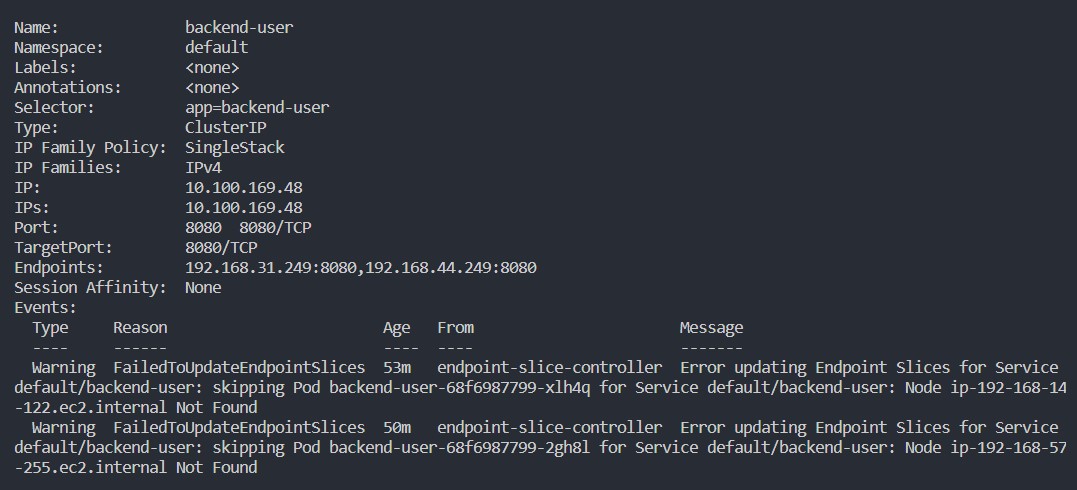 Name:              backend-user
Namespace:         default
Labels:            <none>
Annotations:       <none>
Selector:          app=backend-user
Type:              ClusterIP
IP Family Policy:  SingleStack
IP Families:       IPv4
IP:                10.100.169.48
IPs:               10.100.169.48
Port:              8080  8080/TCP
TargetPort:        8080/TCP
Endpoints:         192.168.31.249:8080,192.168.44.249:8080
Session Affinity:  None
Events:
  Type     Reason                        Age   From                       Message
  ----     ------                        ----  ----                       -------
  Warning  FailedToUpdateEndpointSlices  53m   endpoint-slice-controller  Error updating Endpoint Slices for Service
default/backend-user: skipping Pod backend-user-68f6987799-xlh4q for Service default/backend-user: Node ip-192-168-14
-122.ec2.internal Not Found
  Warning  FailedToUpdateEndpointSlices  50m   endpoint-slice-controller  Error updating Endpoint Slices for Service
default/backend-user: skipping Pod backend-user-68f6987799-2gh8l for Service default/backend-user: Node ip-192-168-57
-255.ec2.internal Not Found